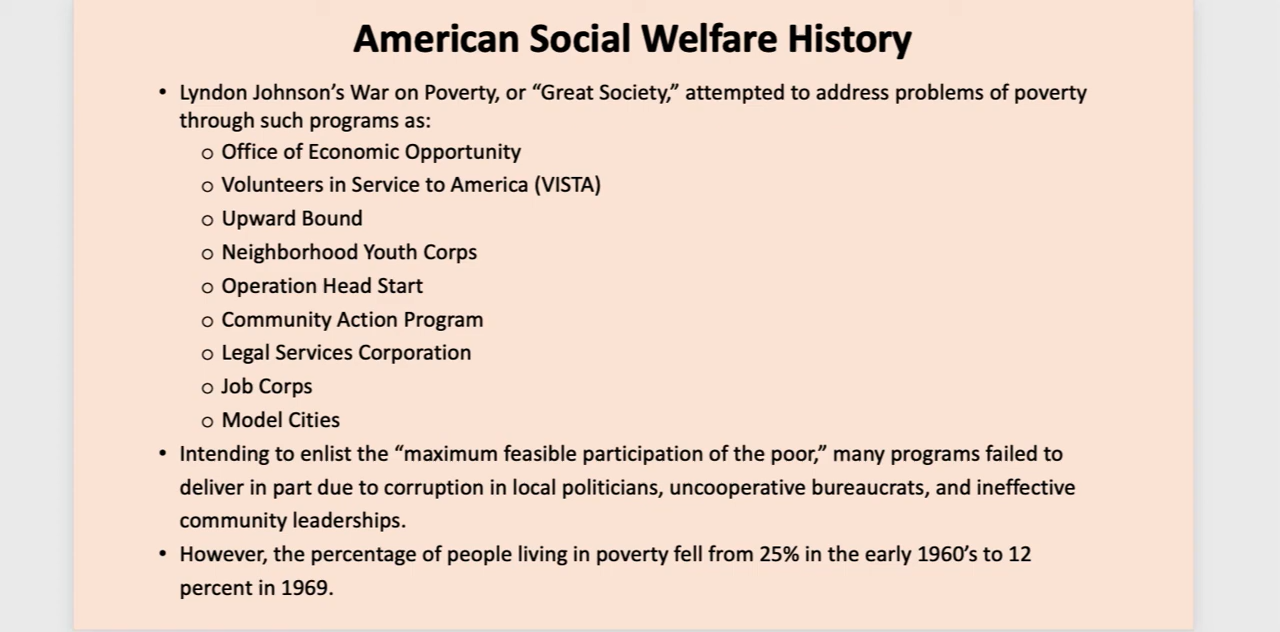 American Social Welfare History
• Lyndon Johnson’s War on Poverty, or “Great Society,” attempted to address problems of poverty
through such programs as:
o Office of Economic Opportunity
o Volunteers in Service to America (VISTA)
o Upward Bound
o Neighborhood Youth Corps
o Operation Head Start
o Community Action Program
o Legal Services Corporation
o Job Corps
o Model Cities
• Intending to enlist the “maximum feasible participation of the poor,” many programs failed to
deliver in part due to corruption in local politicians, uncooperative bureaucrats, and ineffective
community leaderships.
• However, the percentage of people living in poverty fell from 25% in the early 1960’s to 12
percent in 1969.